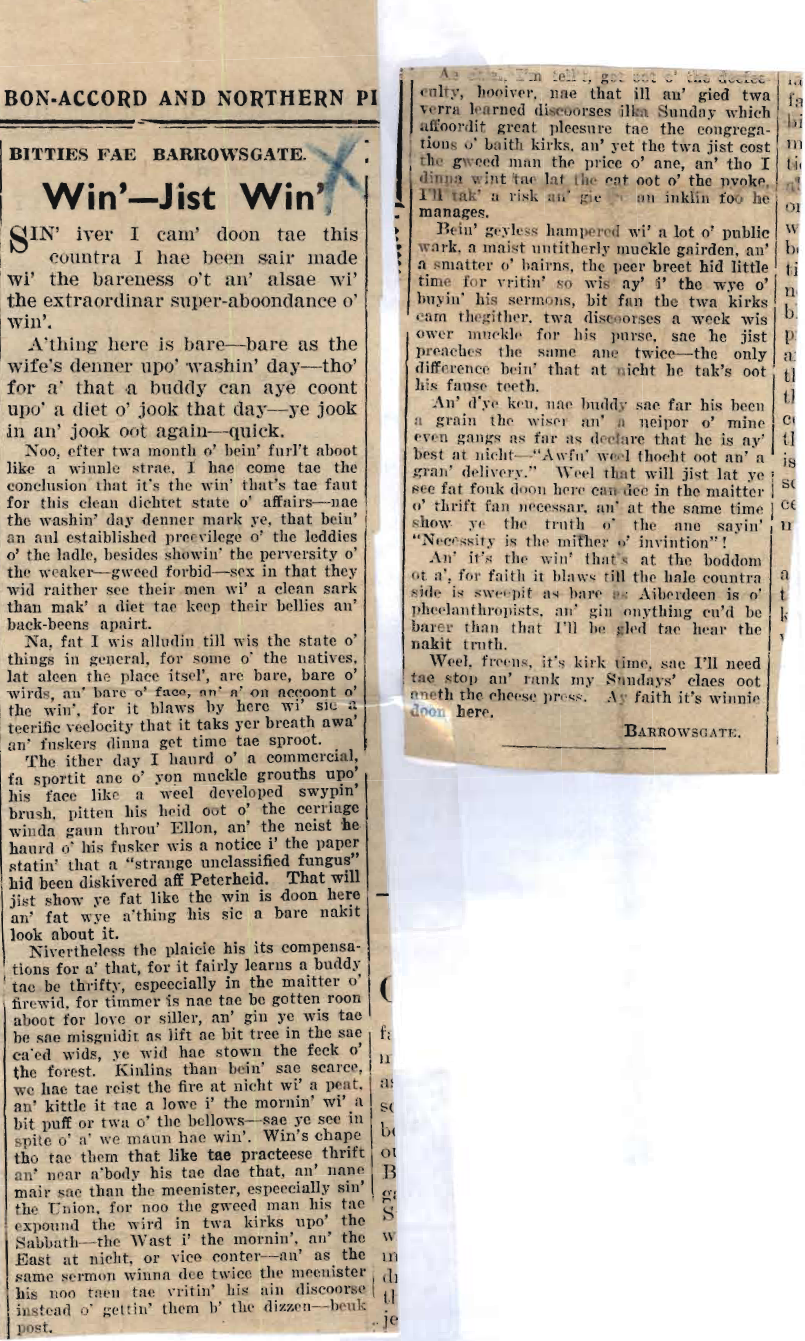 BON-ACCORD AND NORTHERN PI
BITTIES FAE BARROWSGATE.
Win'—Jist Win'
SIN' iver I cam' doon tae this
countra I hae been sair made
wi' the bareness o't an' alsae wi'
the extraordinar super-aboondance o'
win'.
A'thing here is bare—bare as the
wife's denner upo' washin' day—tho'
for a' that a buddy can aye coont
upo' a diet o' jook that day—ye jook
in an' jook oot again—quick.
Noo, efter twa month o' bein' furl't aboot
like a winnle strae, I hae come tae the
conclusion that it's the win' that's tae faut
for this clean dichtet state o' affairs—nae
the washin' day denner mark ye, that bein'
an aul estaiblished preevilege o' the leddies
o' the ladle, besides showin' the perversity o'
the weaker—gweed forbid—sex in that they
wid raither see their men wi' a clean sark
than mak' a diet tae keep their bellies an'
back-beens apairt.
Na, fat I wis alludin till wis the state o'
things in general, for some o' the natives,
lat aleen the place itsel', are bare, bare o'
wirds, an' bare o' face, an' a' on accoont o'
the win', for it blaws by here wi' sic a
teerific veelocity that it taks yer breath awa'
an' fuskers dinna get time tae sproot.
The ither day I haurd o' a commercial,
fa sportit ane o' yon muckle grouths upo'
his face like a weel developed swypin'
brush, pitten his heid oot o' the cerriage
winda gaun throu' Ellon, an' the neist he
haurd o' his fusker wis a notice i' the paper
statin' that a "strange unclassified fungus"
hid been diskivered aff Peterheid. That will
jist show ye fat like the win is doon here
an' fat wye a'thing his sic a bare nakit
look about it.
Nivertheless the plaicie his its compensa-
tions for a' that, for it fairly learns a buddy
tae be thrifty, especcially in the maitter o'
firewid, for timmer is nae tae be gotten roon
aboot for love or siller, an' gin ye wis tae
be sae misguidit as lift ae bit tree in the sae
ca'ed wids, ye wid hae stown the feck o'
the forest. Kinlins than bein' sae scarce,
we hae tae reist the fire at nicht wi' a peat,
an' kittle it tae a lowe i' the mornin' wi' a
bit puff or twa o' the bellows—sae ye see in
spite o' a' we maun hae win'. Win's chape
tho tae them that like tae practeese thrift
an' near a'body his tae dae that, an' nane
mair sae than the meenister, especcially sin'
the Union, for noo the gweed man his tae
expound the wird in twa kirks upo' the
Sabbath—the Wast i' the mornin', an' the
East at nicht, or vice conter—an' as the
same sermon winna dee twice the meenister
his noo taen tae vritin' his ain discoorse
instead o' gettin' them b' the dizzen—beuk
post.
I'm tell't, got oot o' the
culty, hooiver, nae that ill an' gied twa
verra learned discoorses ilka Sunday which
affoordit great pleesure tae the congrega-
tions o' baith kirks, an' yet the twa jist cost
the gweed man the price o' ane, an' tho I
dinna wint tae lat the cat oot o' the pyoke,
I'll tak' a risk an' gie ye an inklin foo he
manages.
Bein' geyless hampered wi' a lot o' public
wark, a maist untitherly muckle gairden, an'
a smatter o' bairns, the peer breet hid little
time for vritin' so wis ay' i' the wye o'
buyin' his sermons, bit fan the twa kirks
cam thegither, twa discoorses a week wis
ower muckle for his purse, sae he jist
preaches the same ane twice—the only
difference bein' that at nicht he tak's oot
his fause teeth.
An' d'ye ken, nae buddy sae far his been
a grain the wiser an' a neipor o' mine
even gangs as far as declare that he is ay'
best at nicht—"Awfu' weel thocht oot an' a
gran' delivery." Weel that will jist lat ye
see fat fouk doon here can dee in the maitter
o' thrift fan necessar, an' at the same time
show ye the truth o' the ane sayin'
"Necessity is the mither o' invintion"!
An' it's the win' that's at the boddom
ot a', for faith it blaws till the hale countra
side is sweepit as bare as Aiberdeen is o'
pheelanthropists, an' gin onything cu'd be
barer than that I'll be gled tae hear the
nakit truth.
Weel, freens, it's kirk time, sae I'll need
tae stop an' rank my Sundays' claes oot
aneth the cheese press. Ay faith it's winnie
doon here.
BARROWSGATE.